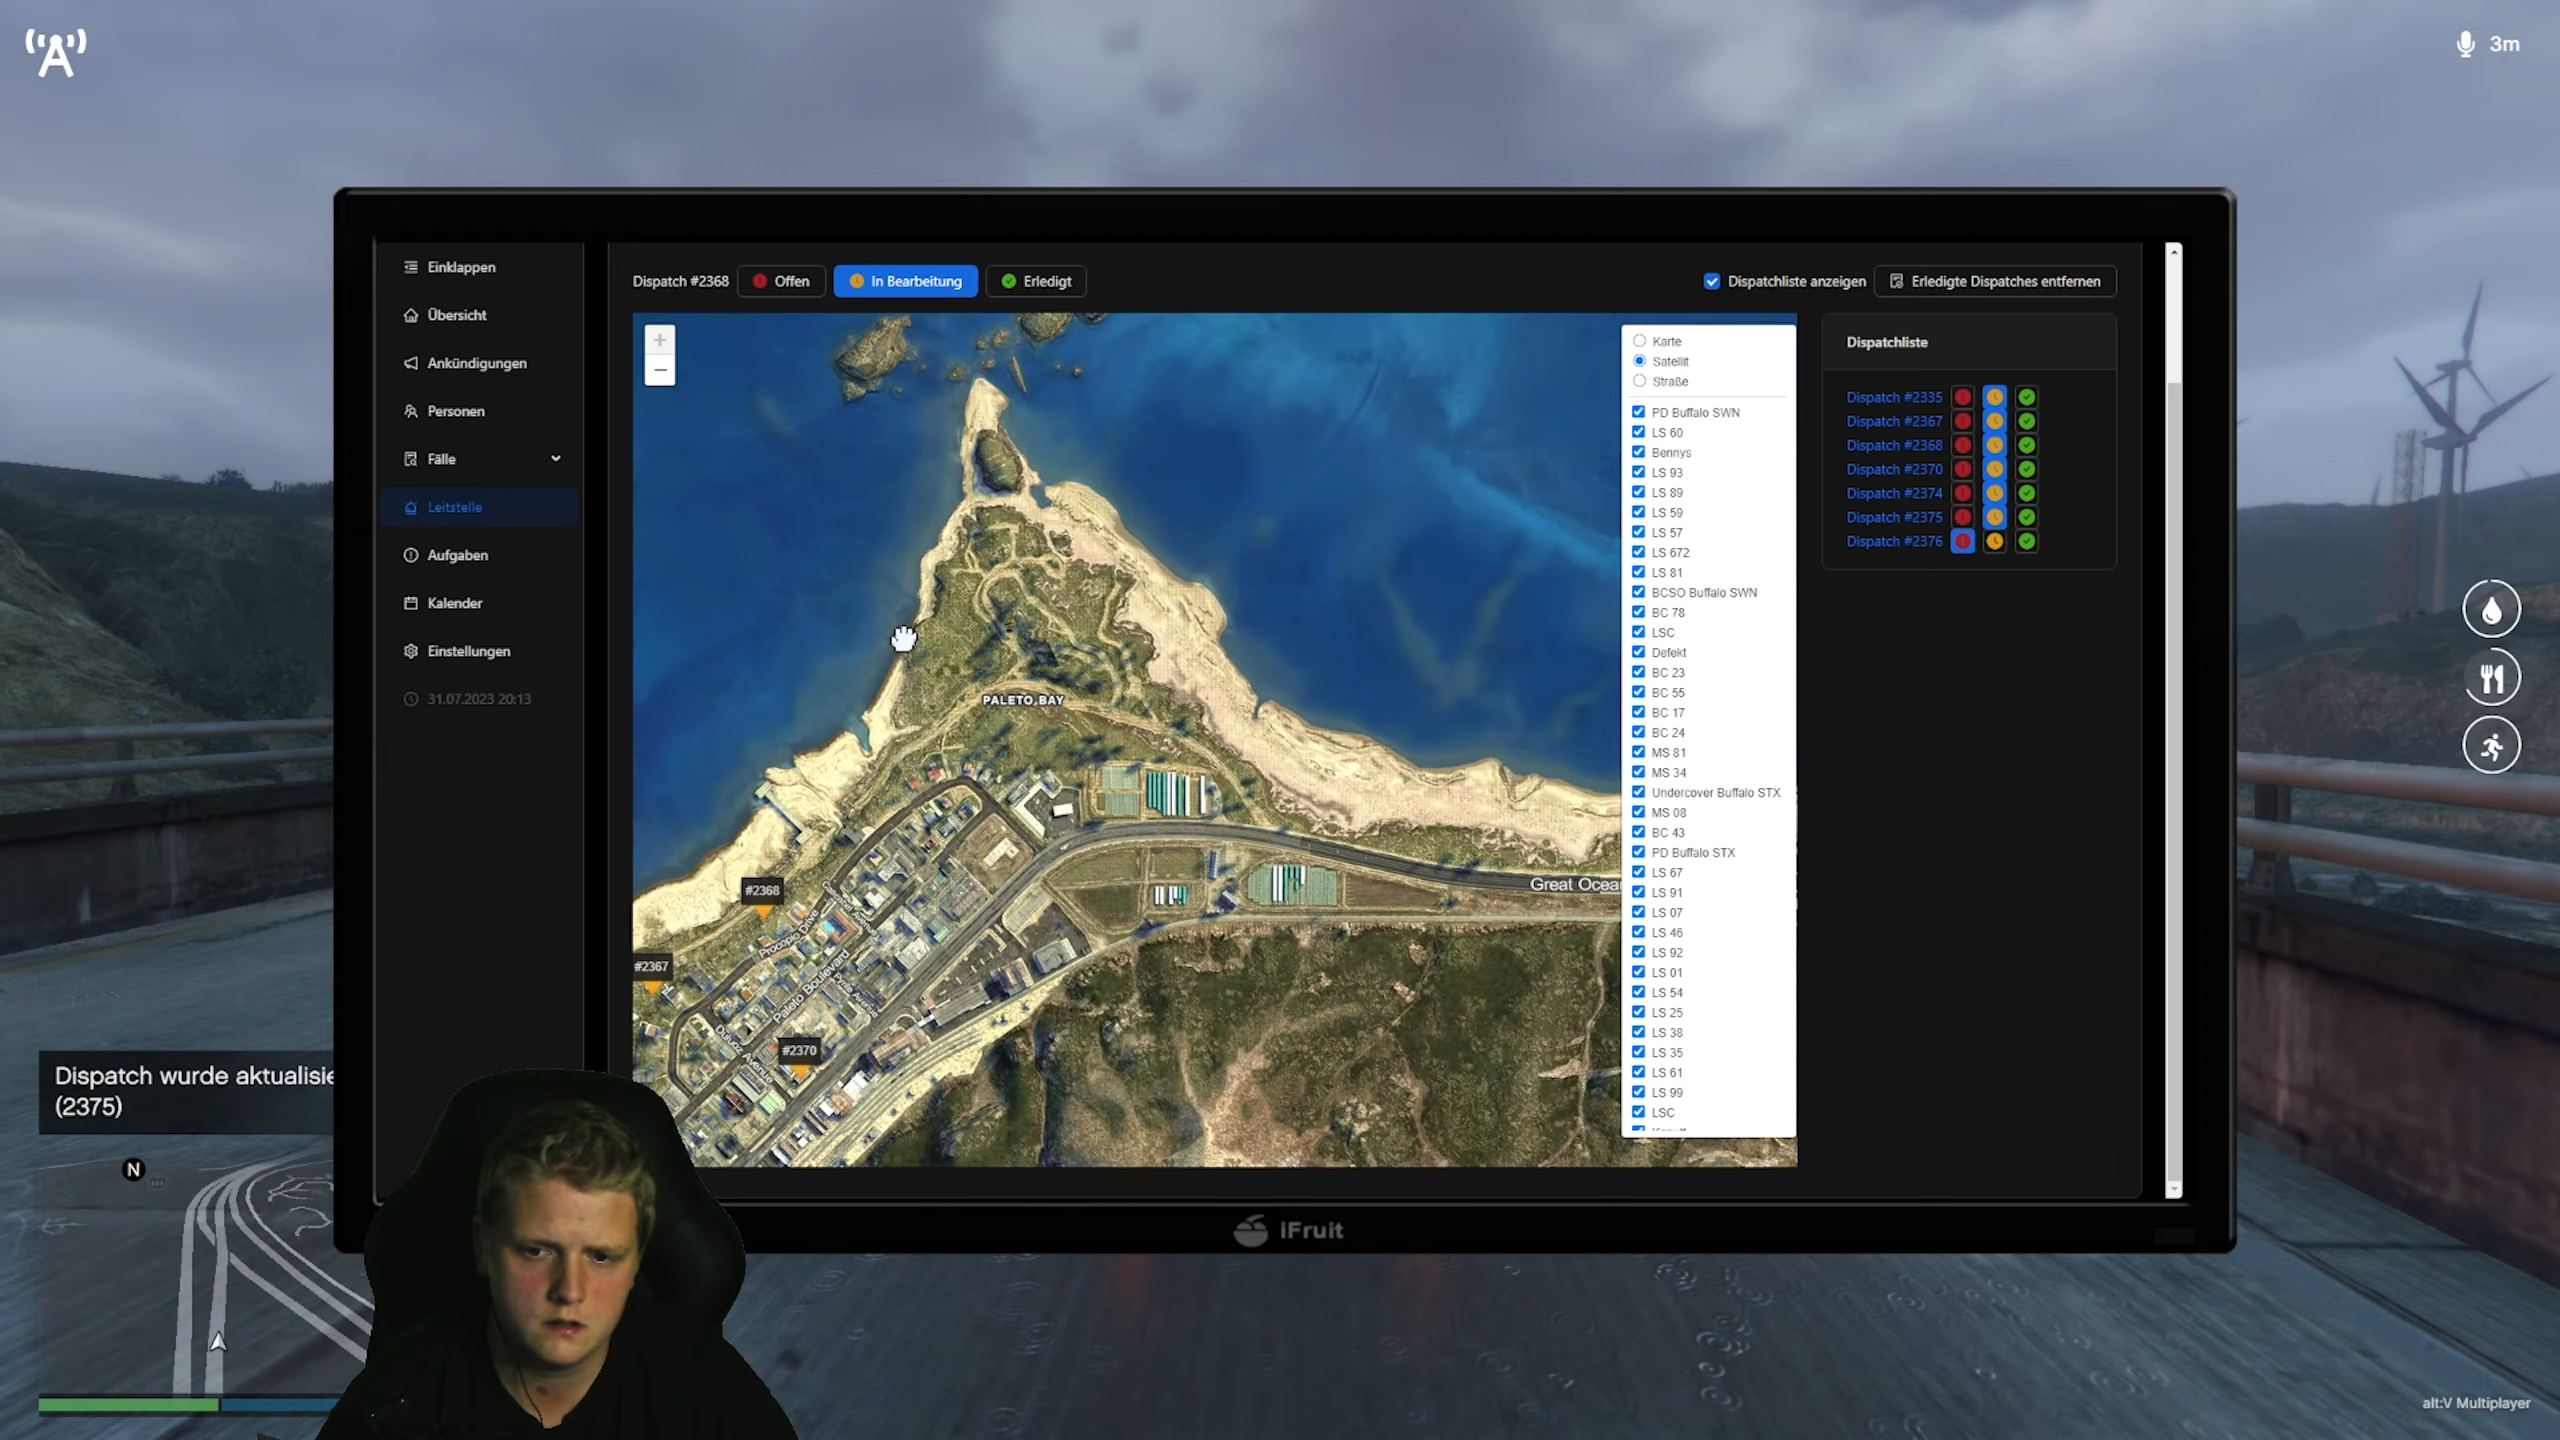 3m
Einklappen
Übersicht
Ankündigungen
Personen
Fälle
Leitstelle
Aufgaben
Kalender
Einstellungen
31.07.2023 20:13
Dispatch #2368 Offen In Bearbeitung Erledigt
Dispatchliste anzeigen Erledigte Dispatches entfernen
+
−
PALETO BAY
Great Ocea
#2368
#2367
#2370
Procopio Drive
Paleto Boulevard
Pyrite Avenue
Duluoz Avenue
Karte
Satellit
Straße
PD Buffalo SWN
LS 60
Bennys
LS 93
LS 89
LS 59
LS 57
LS 672
LS 81
BCSO Buffalo SWN
BC 78
LSC
Defekt
BC 23
BC 55
BC 17
BC 24
MS 81
MS 34
Undercover Buffalo STX
MS 08
BC 43
PD Buffalo STX
LS 67
LS 91
LS 07
LS 46
LS 92
LS 01
LS 54
LS 25
LS 38
LS 35
LS 61
LS 99
LSC
Dispatchliste
Dispatch #2335
Dispatch #2367
Dispatch #2368
Dispatch #2370
Dispatch #2374
Dispatch #2375
Dispatch #2376
Dispatch wurde aktualisie
(2375)
N
iFruit
alt:V Multiplayer